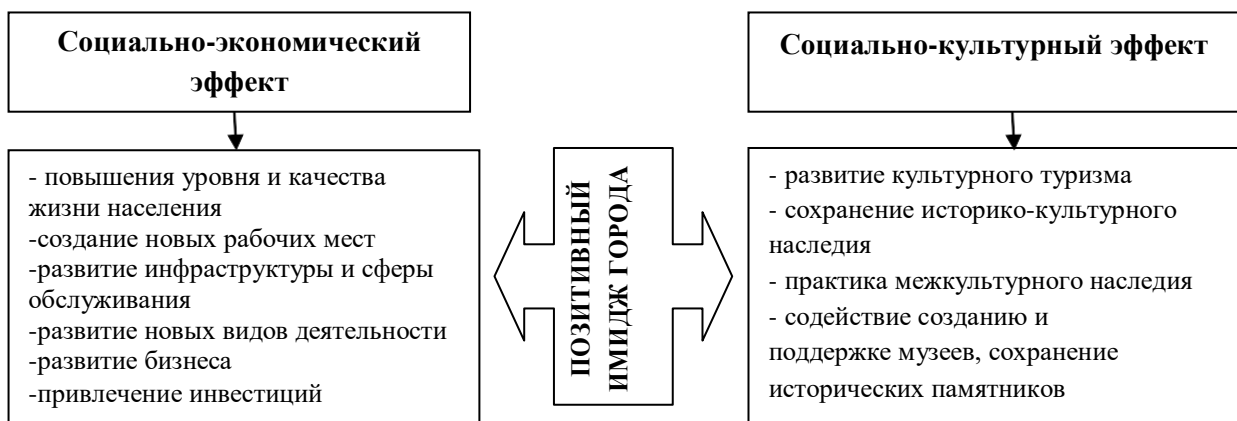 Социально-экономический
эффект
- повышения уровня и качества
жизни населения
-создание новых рабочих мест
-развитие инфраструктуры и сферы
обслуживания
-развитие новых видов деятельности
-развитие бизнеса
-привлечение инвестиций
ПОЗИТИВНЫЙ
ИМИДЖ ГОРОДА
Социально-культурный эффект
- развитие культурного туризма
- сохранение историко-культурного
наследия
- практика межкультурного наследия
- содействие созданию и
поддержке музеев, сохранение
исторических памятников